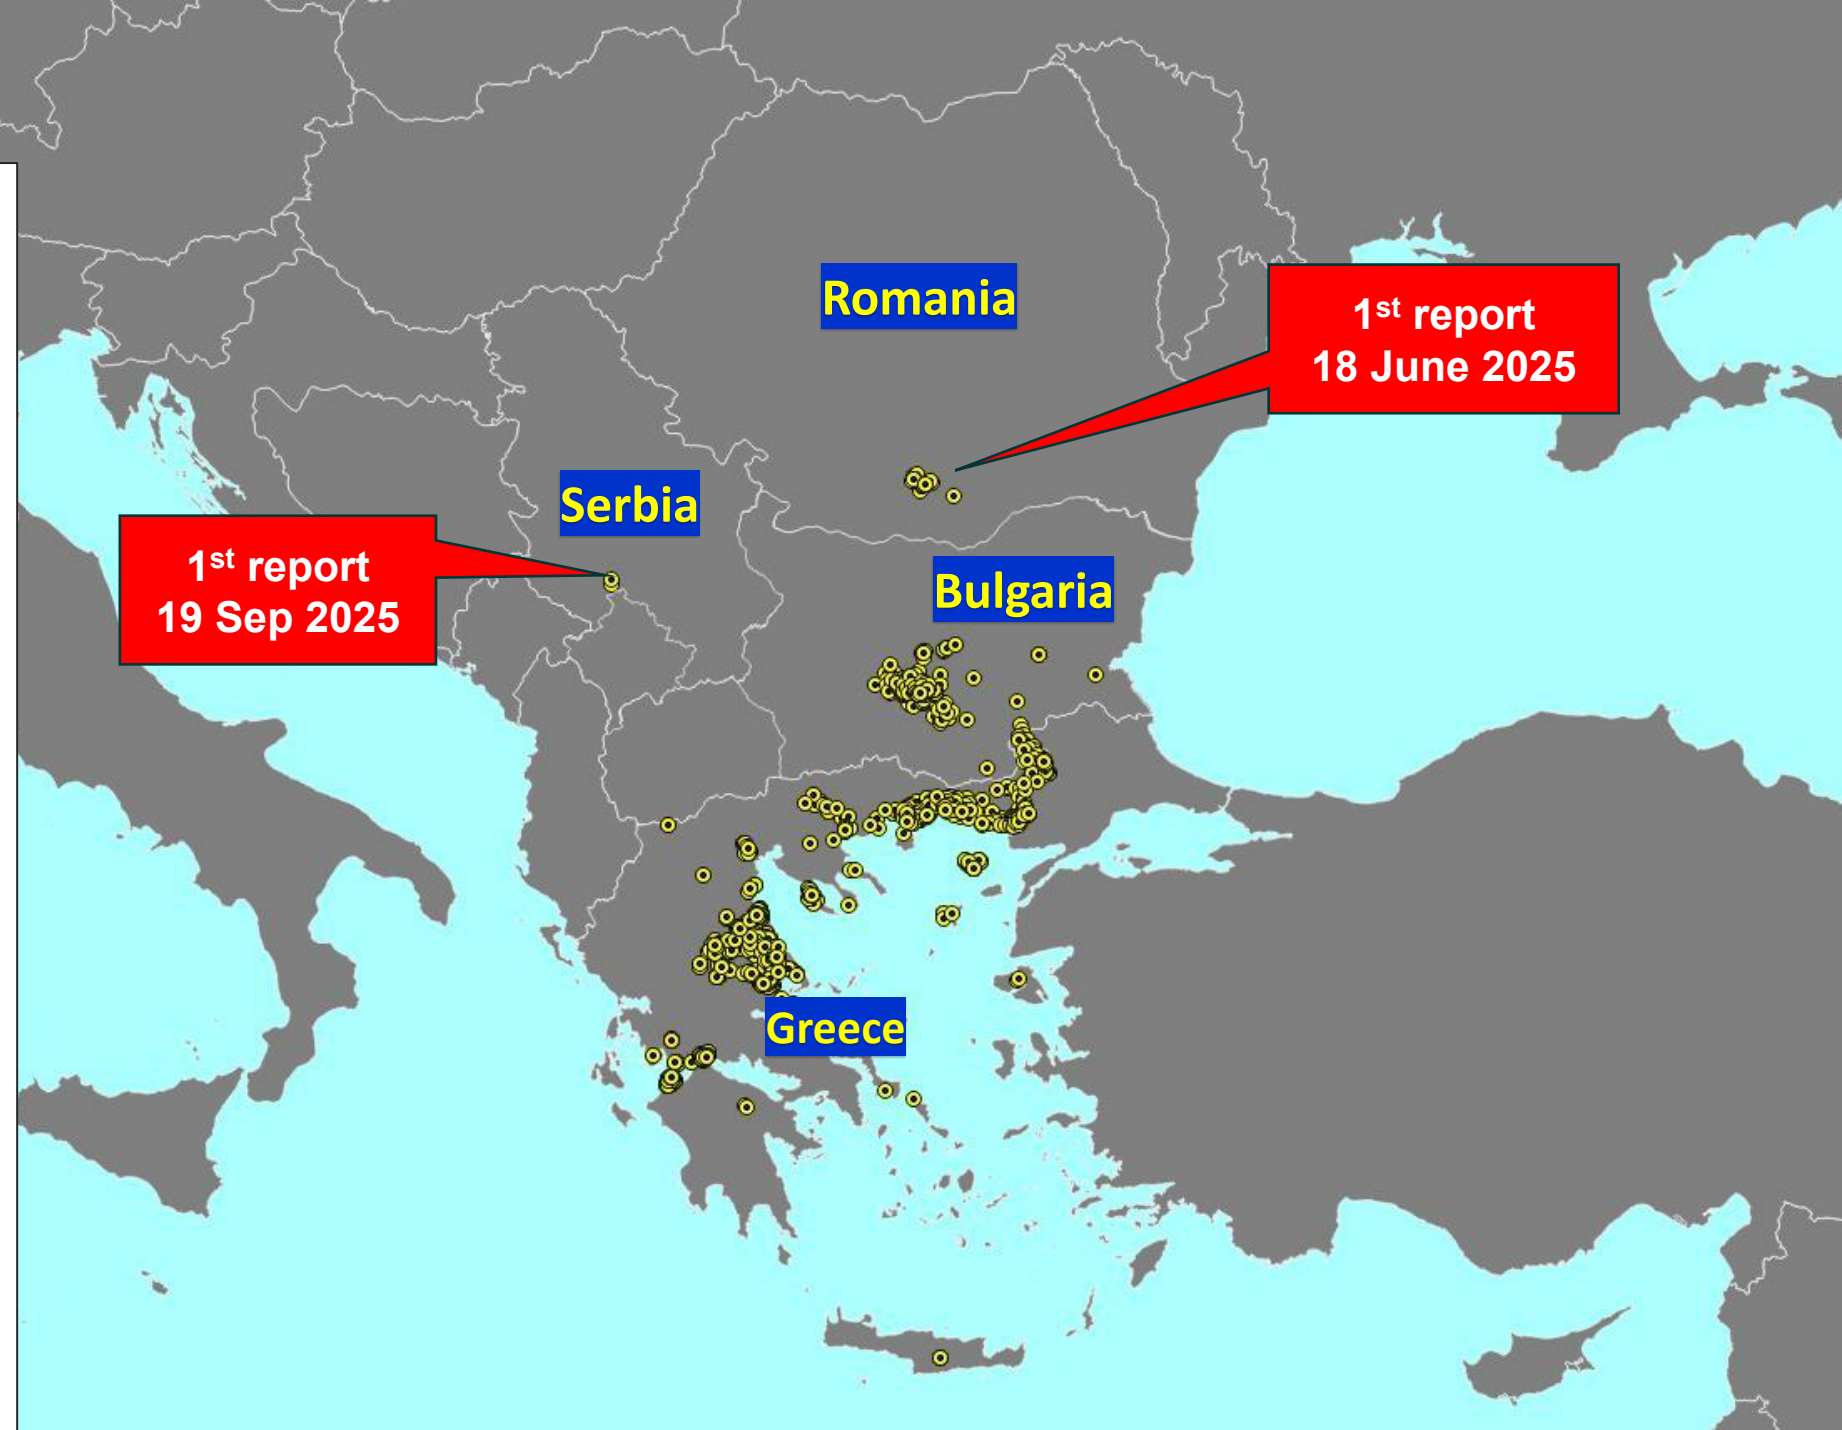 Romania
1st report
18 June 2025
Serbia
1st report
19 Sep 2025
Bulgaria
Greece